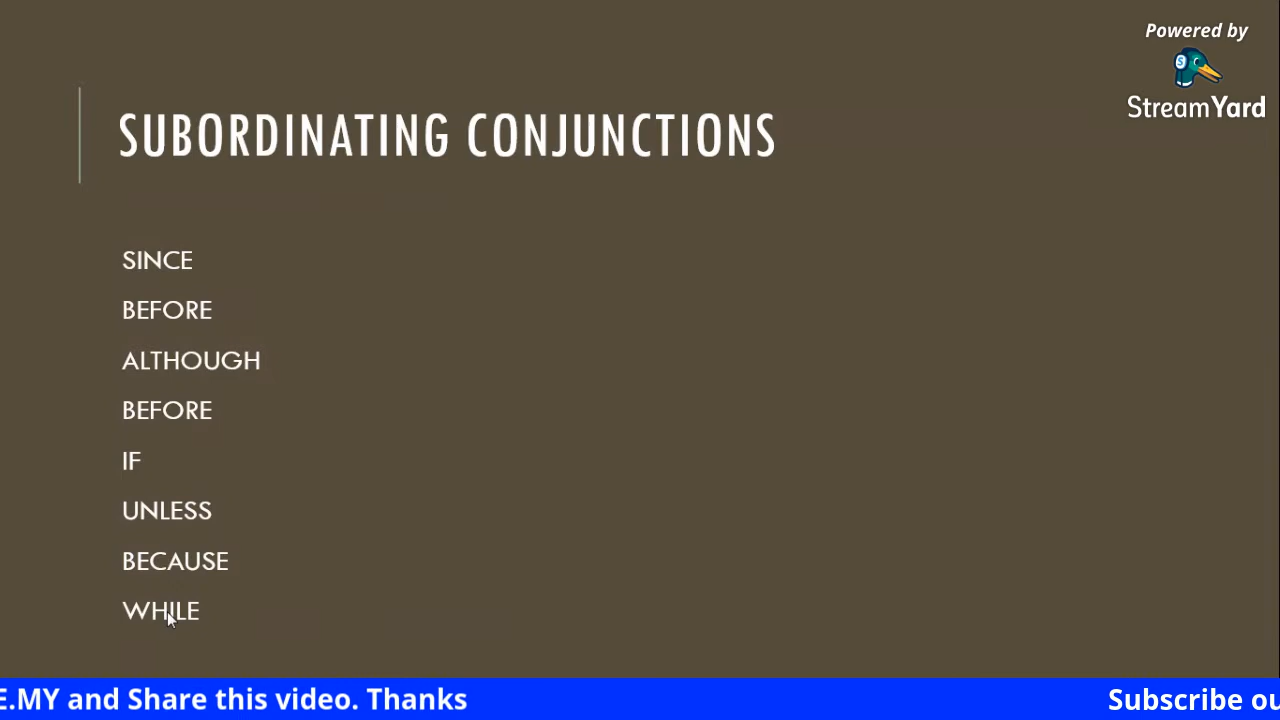 Powered by
StreamYard
SUBORDINATING CONJUNCTIONS
SINCE
BEFORE
ALTHOUGH
BEFORE
IF
UNLESS
BECAUSE
WHILE
E.MY and Share this video. Thanks
Subscribe ou